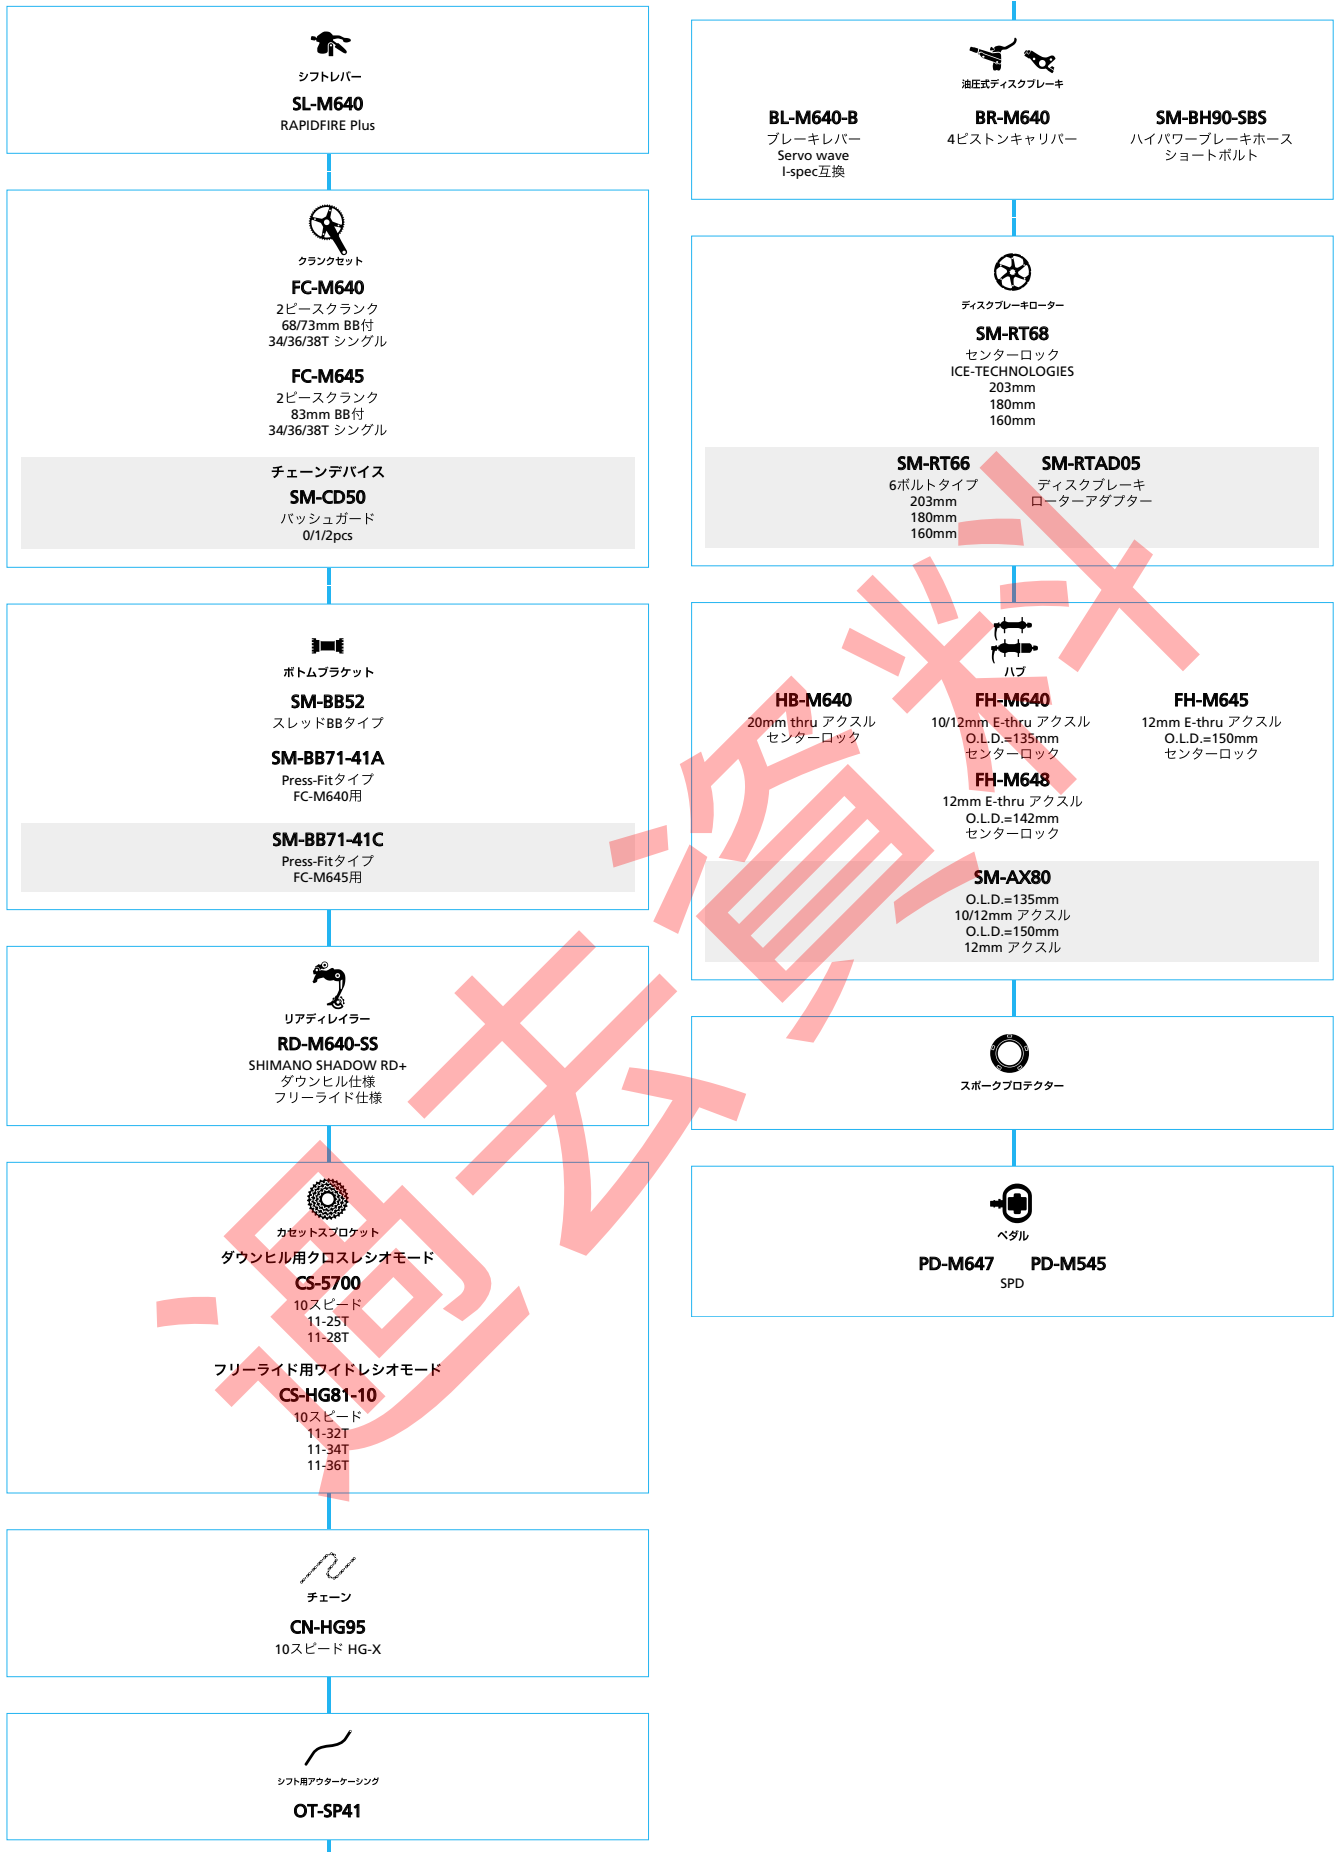 シフトレバー
SL-M640
RAPIDFIRE Plus
クランクセット
FC-M640
2ピースクランク
68/73mm BB付
34/36/38T シングル
FC-M645
2ピースクランク
83mm BB付
34/36/38T シングル
チェーンデバイス
SM-CD50
バッシュガード
0/1/2pcs
ボトムブラケット
SM-BB52
スレッドBBタイプ
SM-BB71-41A
Press-Fitタイプ
FC-M640用
SM-BB71-41C
Press-Fitタイプ
FC-M645用
リアディレイラー
RD-M640-SS
SHIMANO SHADOW RD+
ダウンヒル仕様
フリーライド仕様
カセットスプロケット
ダウンヒル用クロスレシオモード
CS-5700
10スピード
11-25T
11-28T
フリーライド用ワイドレシオモード
CS-HG81-10
10スピード
11-32T
11-34T
11-36T
チェーン
CN-HG95
10スピード HG-X
シフト用アウターケーシング
OT-SP41
油圧式ディスクブレーキ
BL-M640-B
ブレーキレバー
Servo wave
I-spec互換
BR-M640
4ピストンキャリパー
SM-BH90-SBS
ハイパワーブレーキホース
ショートボルト
ディスクブレーキローター
SM-RT68
センターロック
ICE-TECHNOLOGIES
203mm
180mm
160mm
SM-RT66
6ボルトタイプ
203mm
180mm
160mm
SM-RTAD05
ディスクブレーキ
ローターアダプター
ハブ
HB-M640
20mm thru アクスル
センターロック
FH-M640
10/12mm E-thru アクスル
O.L.D.=135mm
センターロック
FH-M648
12mm E-thru アクスル
O.L.D.=142mm
センターロック
FH-M645
12mm E-thru アクスル
O.L.D.=150mm
センターロック
SM-AX80
O.L.D.=135mm
10/12mm アクスル
O.L.D.=150mm
12mm アクスル
スポークプロテクター
ペダル
PD-M647 PD-M545
SPD
過去資料